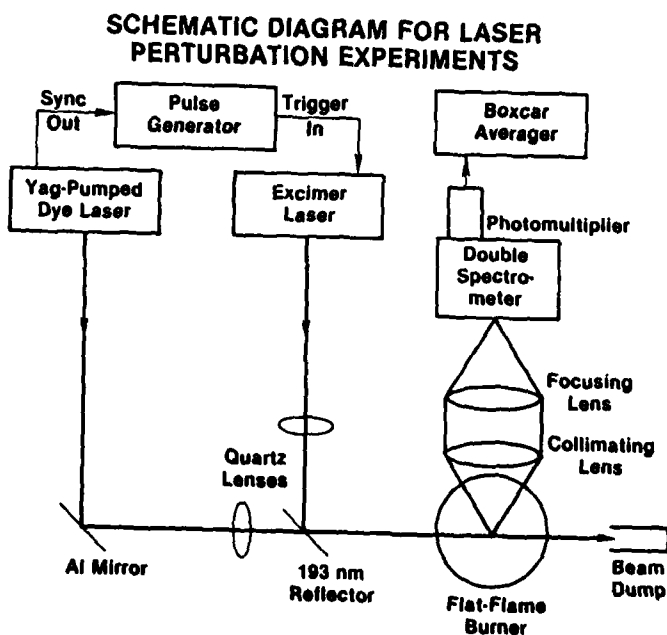 SCHEMATIC DIAGRAM FOR LASER
PERTURBATION EXPERIMENTS
Sync
Out
Pulse
Generator
Trigger
In
Boxcar
Averager
Yag-Pumped
Dye Laser
Excimer
Laser
Photomultiplier
Double
Spectro-
meter
Focusing
Lens
Collimating
Lens
Quartz
Lenses
Al Mirror
193 nm
Reflector
Flat-Flame
Burner
Beam
Dump